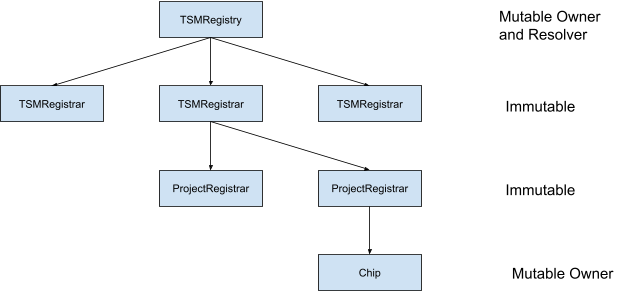 TSMRegistry
Mutable Owner
and Resolver
TSMRegistrar
TSMRegistrar
TSMRegistrar
Immutable
ProjectRegistrar
ProjectRegistrar
Immutable
Chip
Mutable Owner